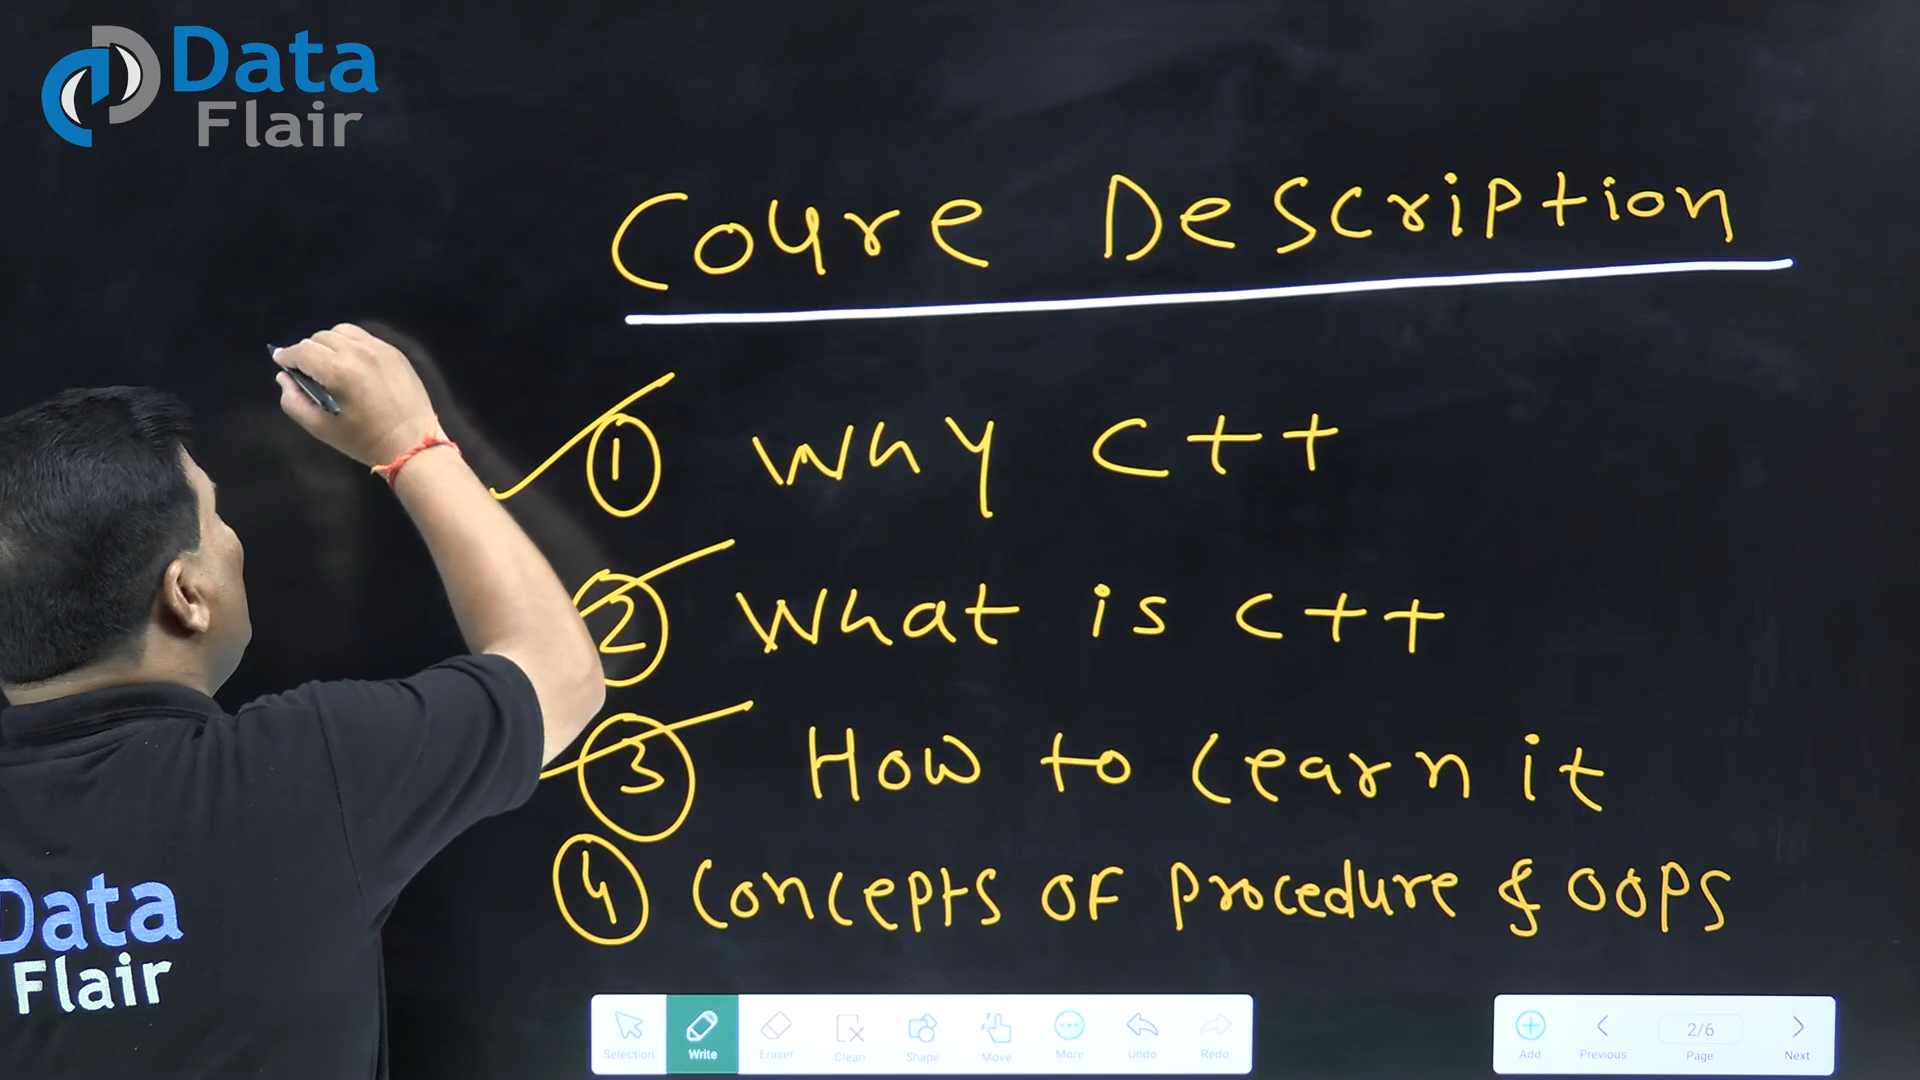 Data
Flair
Coure Description
1 Why C++
2 What is C++
3 How to learn it
4 Concepts of procedure & OOPS
Data
Flair
Selection
Write
Eraser
Clean
Shape
Move
More
Undo
Redo
Add
Previous
2/6
Page
Next